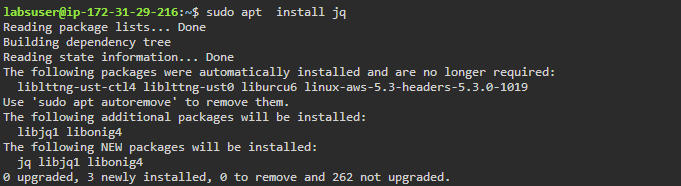 labsuser@ip-172-31-29-216:~$ sudo apt  install jq
Reading package lists... Done
Building dependency tree
Reading state information... Done
The following packages were automatically installed and are no longer required:
  liblttng-ust-ctl4 liblttng-ust0 liburcu6 linux-aws-5.3-headers-5.3.0-1019
Use 'sudo apt autoremove' to remove them.
The following additional packages will be installed:
  libjq1 libonig4
The following NEW packages will be installed:
  jq libjq1 libonig4
0 upgraded, 3 newly installed, 0 to remove and 262 not upgraded.